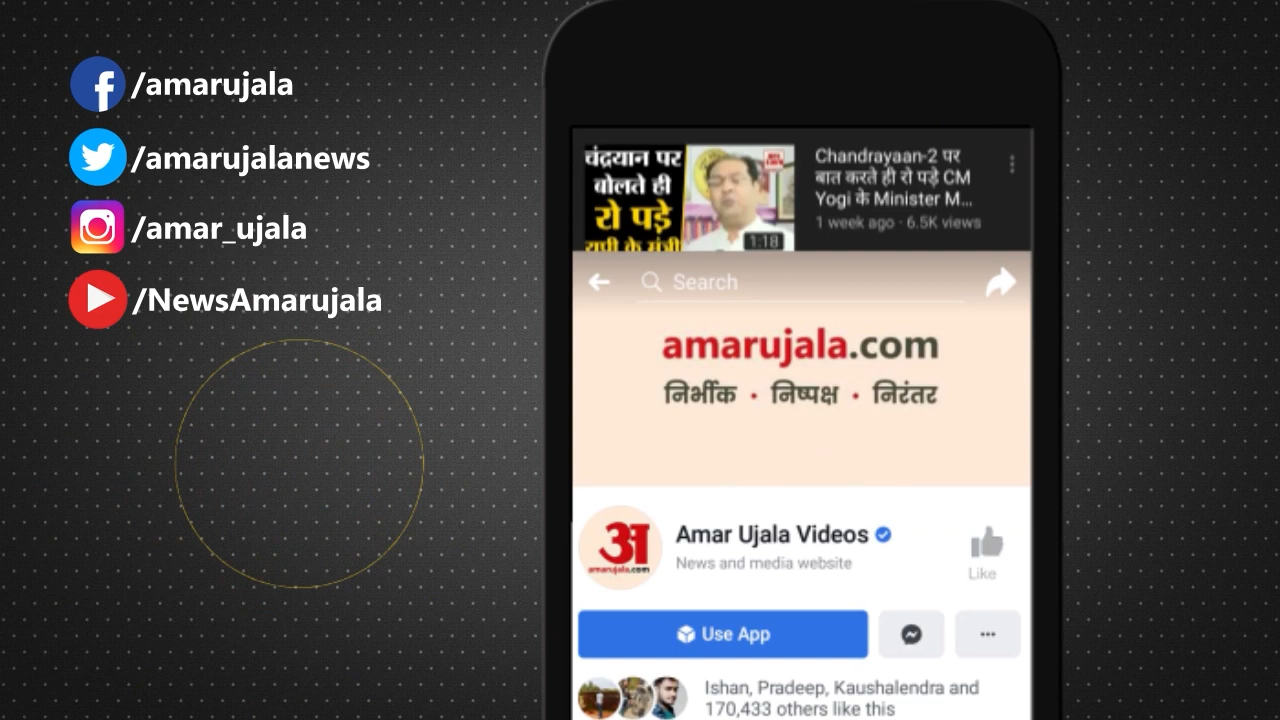 /amarujala
/amarujalanews
/amar_ujala
/NewsAmarujala
चंद्रयान पर
बोलते ही
रो पड़े
यूपी के मंत्री
1:18
Chandrayaan-2 पर
बात करते ही रो पड़े CM
Yogi के Minister M...
1 week ago · 6.5K views
Search
amarujala.com
निर्भीक • निष्पक्ष • निरंतर
अ
amarujala.com
Amar Ujala Videos
News and media website
Like
Use App
Ishan, Pradeep, Kaushalendra and
170,433 others like this